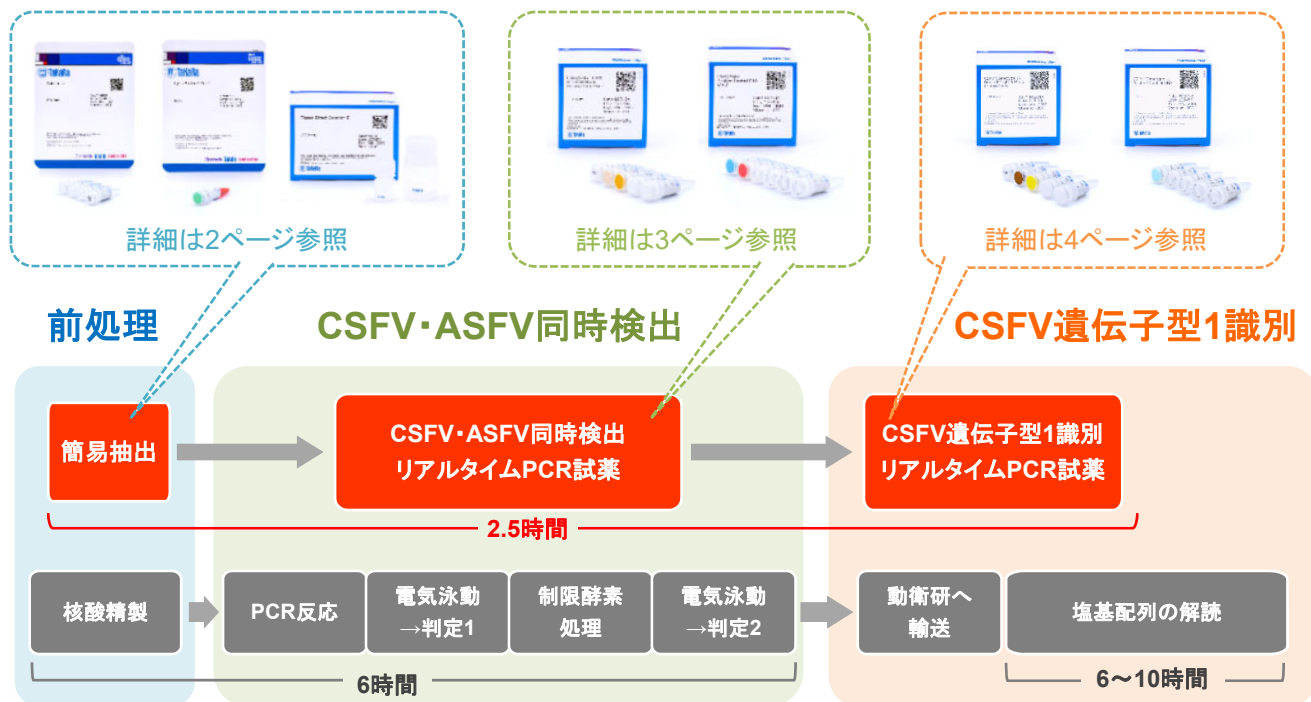 TaKaRa
TaKaRa
詳細は2ページ参照
詳細は3ページ参照
詳細は4ページ参照
前処理
CSFV・ASFV同時検出
CSFV遺伝子型1識別
簡易抽出
CSFV・ASFV同時検出
リアルタイムPCR試薬
CSFV遺伝子型1識別
リアルタイムPCR試薬
2.5時間
核酸精製
PCR反応
電気泳動
→判定1
制限酵素
処理
電気泳動
→判定2
動衛研へ
輸送
塩基配列の解読
6時間
6～10時間